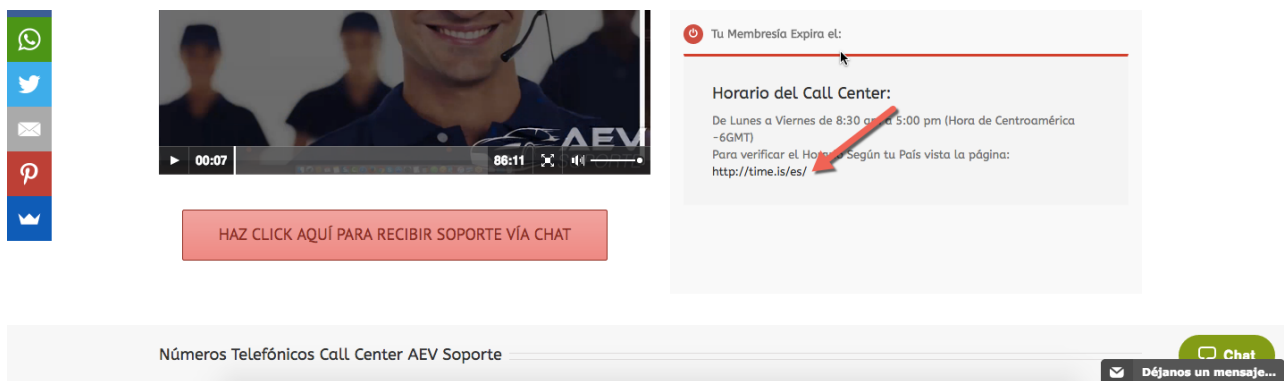 AEV
00:07
86:11
HAZ CLICK AQUÍ PARA RECIBIR SOPORTE VÍA CHAT
Tu Membresía Expira el:
Horario del Call Center:
De Lunes a Viernes de 8:30 a 5:00 pm (Hora de Centroamérica
-6GMT)
Para verificar el Según tu País vista la página:
http://time.is/es/
Números Telefónicos Call Center AEV Soporte
Chat
Déjanos un mensaje...